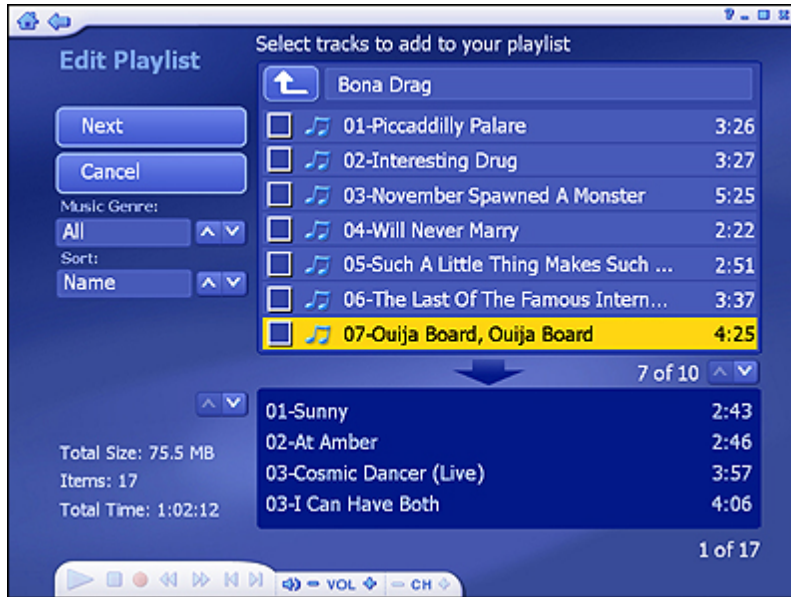 Edit Playlist
Select tracks to add to your playlist
Bona Drag
Next
Cancel
Music Genre:
All
Sort:
Name
01-Piccaddilly Palare 3:26
02-Interesting Drug 3:27
03-November Spawned A Monster 5:25
04-Will Never Marry 2:22
05-Such A Little Thing Makes Such ... 2:51
06-The Last Of The Famous Intern... 3:37
07-Ouija Board, Ouija Board 4:25
7 of 10
01-Sunny 2:43
02-At Amber 2:46
03-Cosmic Dancer (Live) 3:57
03-I Can Have Both 4:06
Total Size: 75.5 MB
Items: 17
Total Time: 1:02:12
1 of 17
VOL
CH